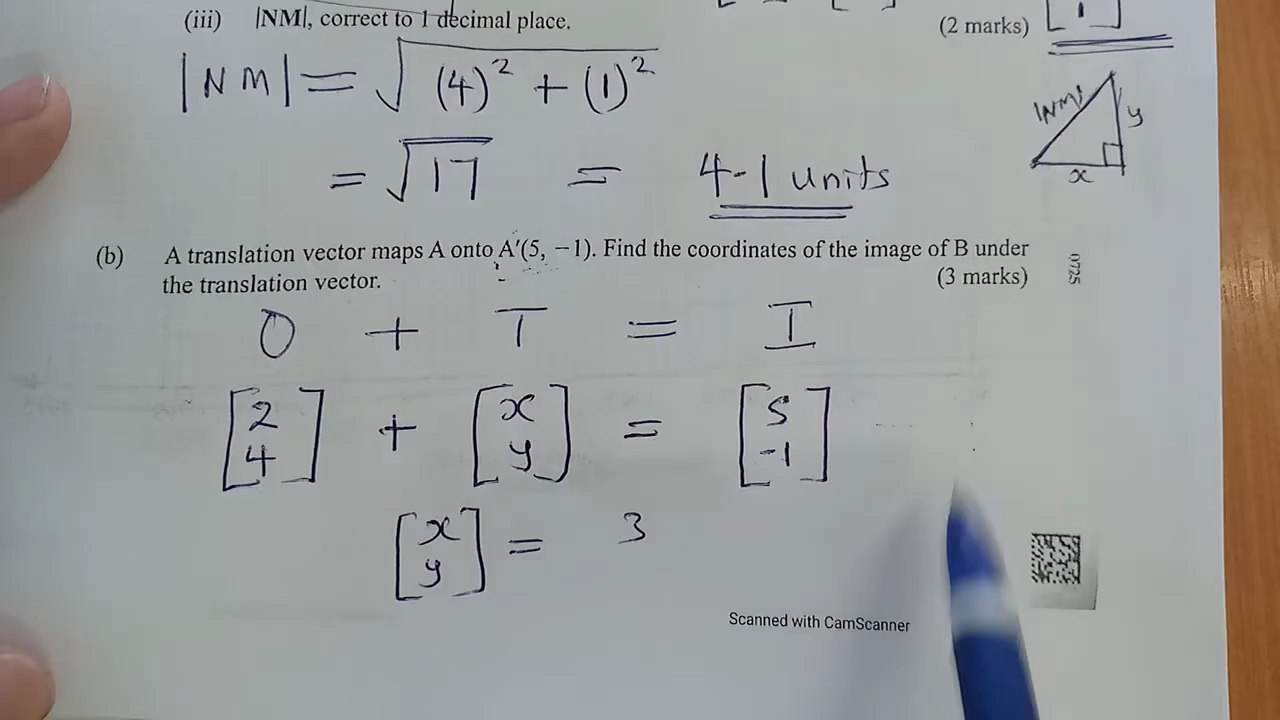 (iii) |NM|, correct to 1 decimal place.
(2 marks)
1
|NM| = √(4)² + (1)²
|NM|
y
x
= √17 = 4-1 units
(b) A translation vector maps A onto A′(5, −1). Find the coordinates of the image of B under
the translation vector. (3 marks)
0725
O + T = I
[2 4] + [x y] = [5 -1]
[x y] = 3
Scanned with CamScanner